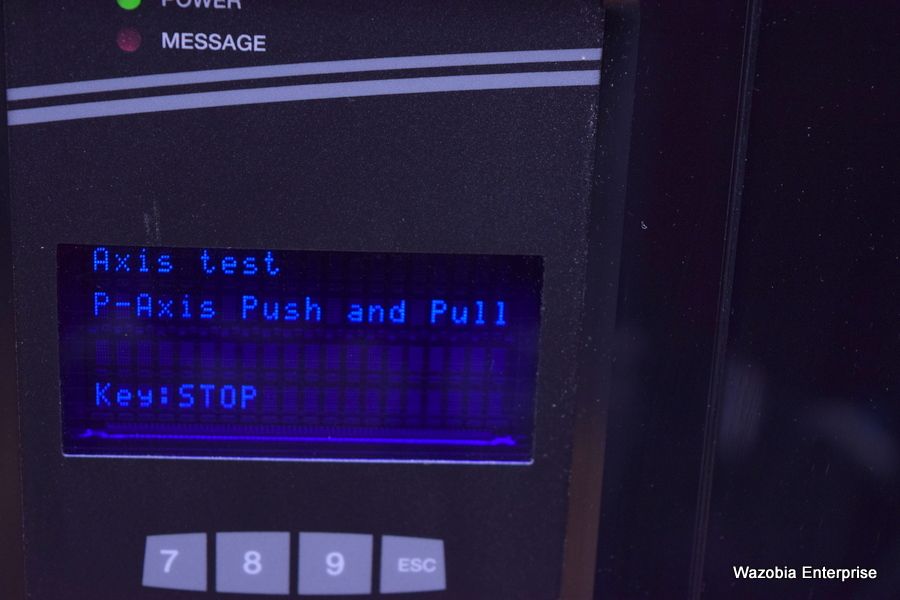 POWER
MESSAGE
Axis test
P-Axis Push and Pull
Key:STOP
7 8 9 ESC
Wazobia Enterprise